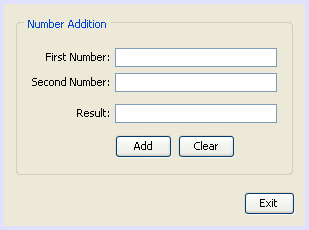 Number Addition
First Number:
Second Number:
Result:
Add Clear
Exit